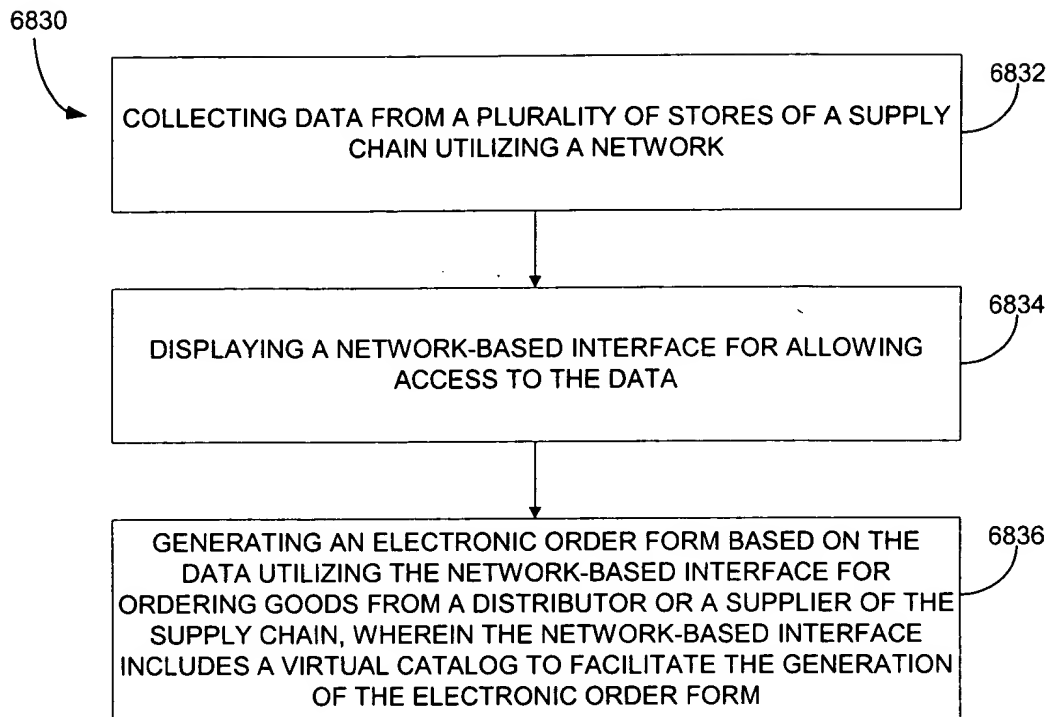 6830
6832
COLLECTING DATA FROM A PLURALITY OF STORES OF A SUPPLY
CHAIN UTILIZING A NETWORK
6834
DISPLAYING A NETWORK-BASED INTERFACE FOR ALLOWING
ACCESS TO THE DATA
6836
GENERATING AN ELECTRONIC ORDER FORM BASED ON THE
DATA UTILIZING THE NETWORK-BASED INTERFACE FOR
ORDERING GOODS FROM A DISTRIBUTOR OR A SUPPLIER OF THE
SUPPLY CHAIN, WHEREIN THE NETWORK-BASED INTERFACE
INCLUDES A VIRTUAL CATALOG TO FACILITATE THE GENERATION
OF THE ELECTRONIC ORDER FORM